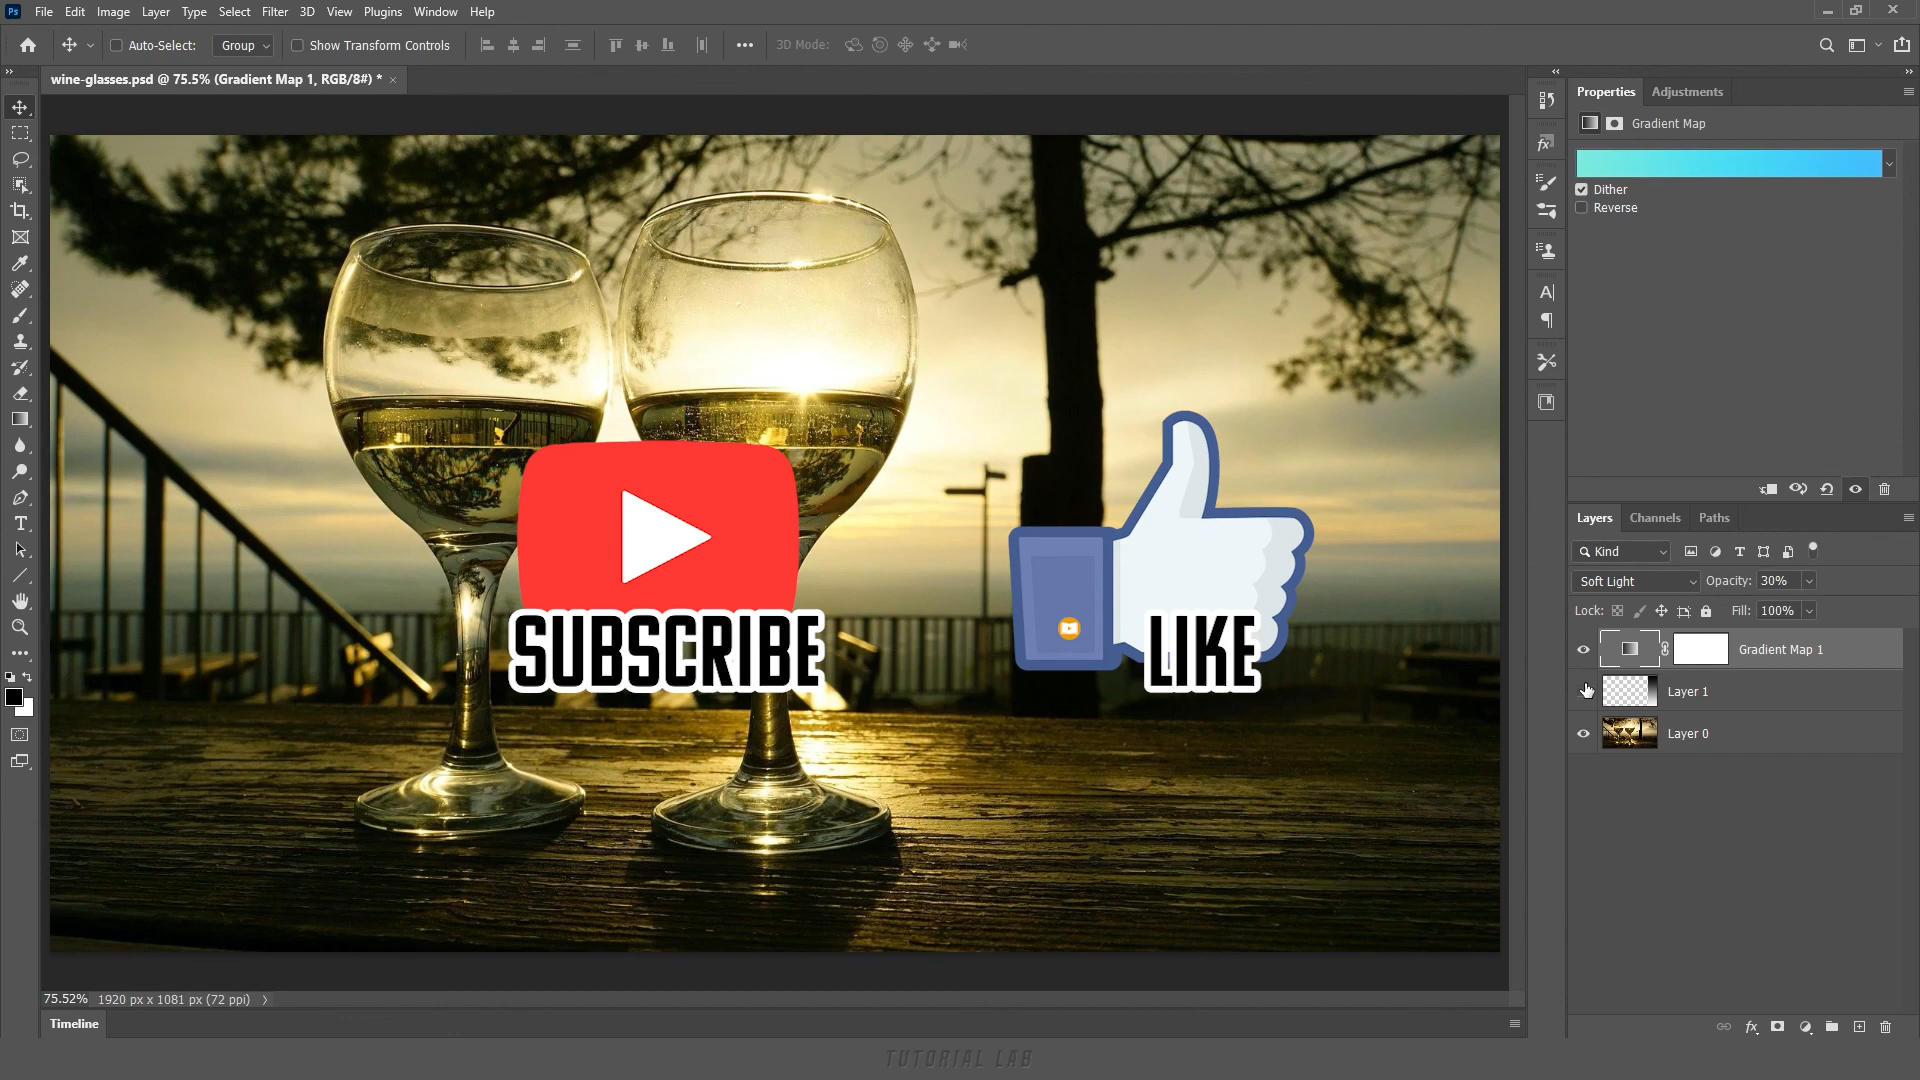 Ps File Edit Image Layer Type Select Filter 3D View Plugins Window Help
Auto-Select: Group Show Transform Controls 3D Mode:
wine-glasses.psd @ 75.5% (Gradient Map 1, RGB/8#) *
Properties Adjustments
Gradient Map
Dither
Reverse
SUBSCRIBE
LIKE
Layers Channels Paths
Kind
Soft Light Opacity: 30%
Lock: Fill: 100%
Gradient Map 1
Layer 1
Layer 0
75.52% 1920 px x 1081 px (72 ppi)
Timeline
TUTORIAL LAB